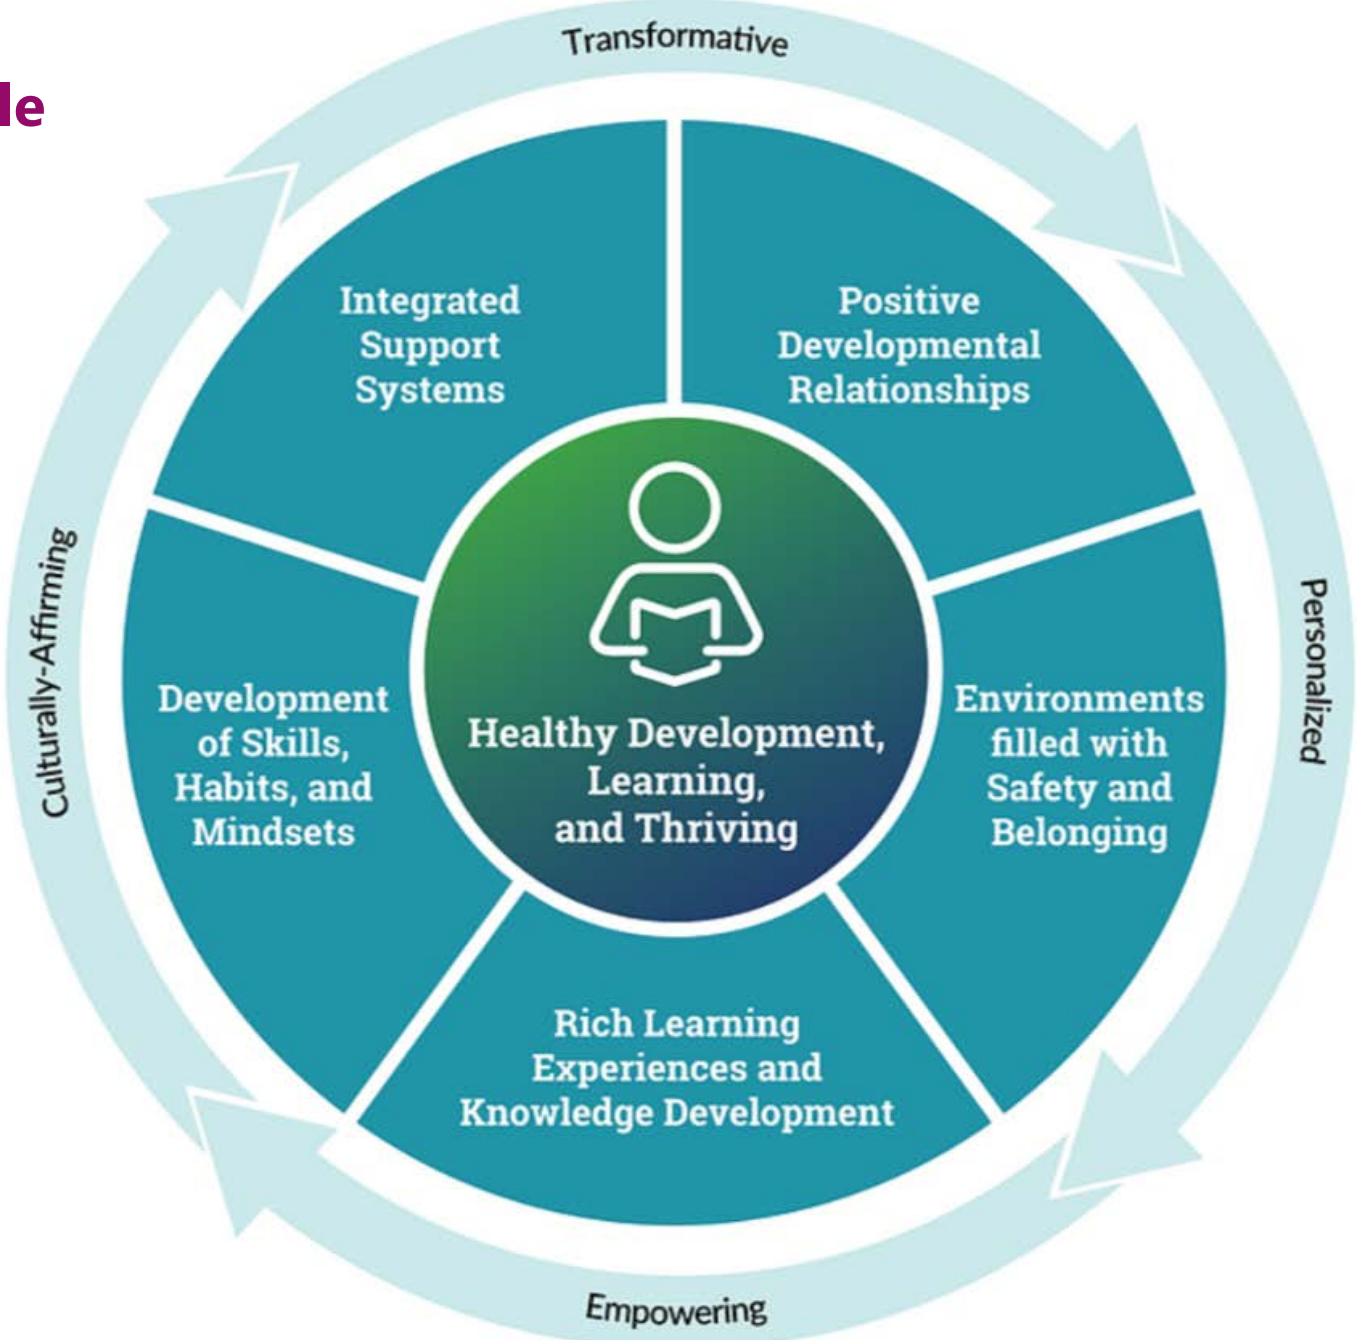 Transformative
le
Integrated
Support
Systems
Positive
Developmental
Relationships
Culturally-Affirming
Personalized
Development
of Skills,
Habits, and
Mindsets
Healthy Development,
Learning,
and Thriving
Environments
filled with
Safety and
Belonging
Rich Learning
Experiences and
Knowledge Development
Empowering